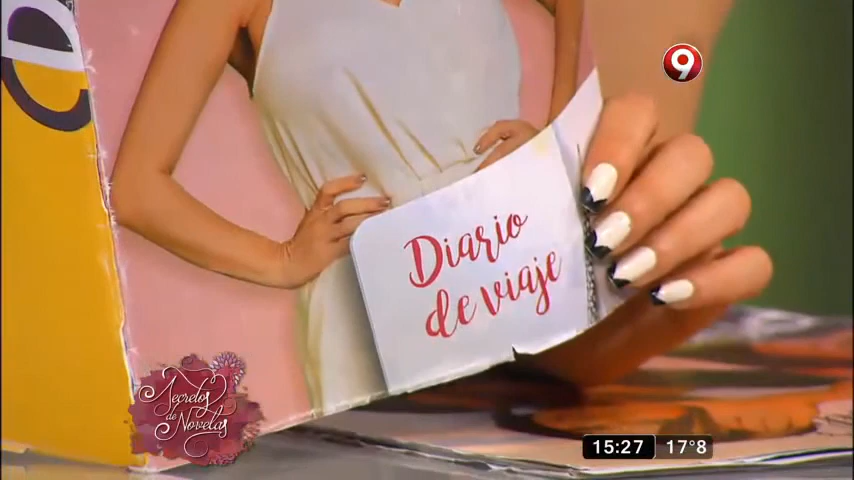 9
Diario
de viaje
Secretos
de
Novelas
15:27
17°8